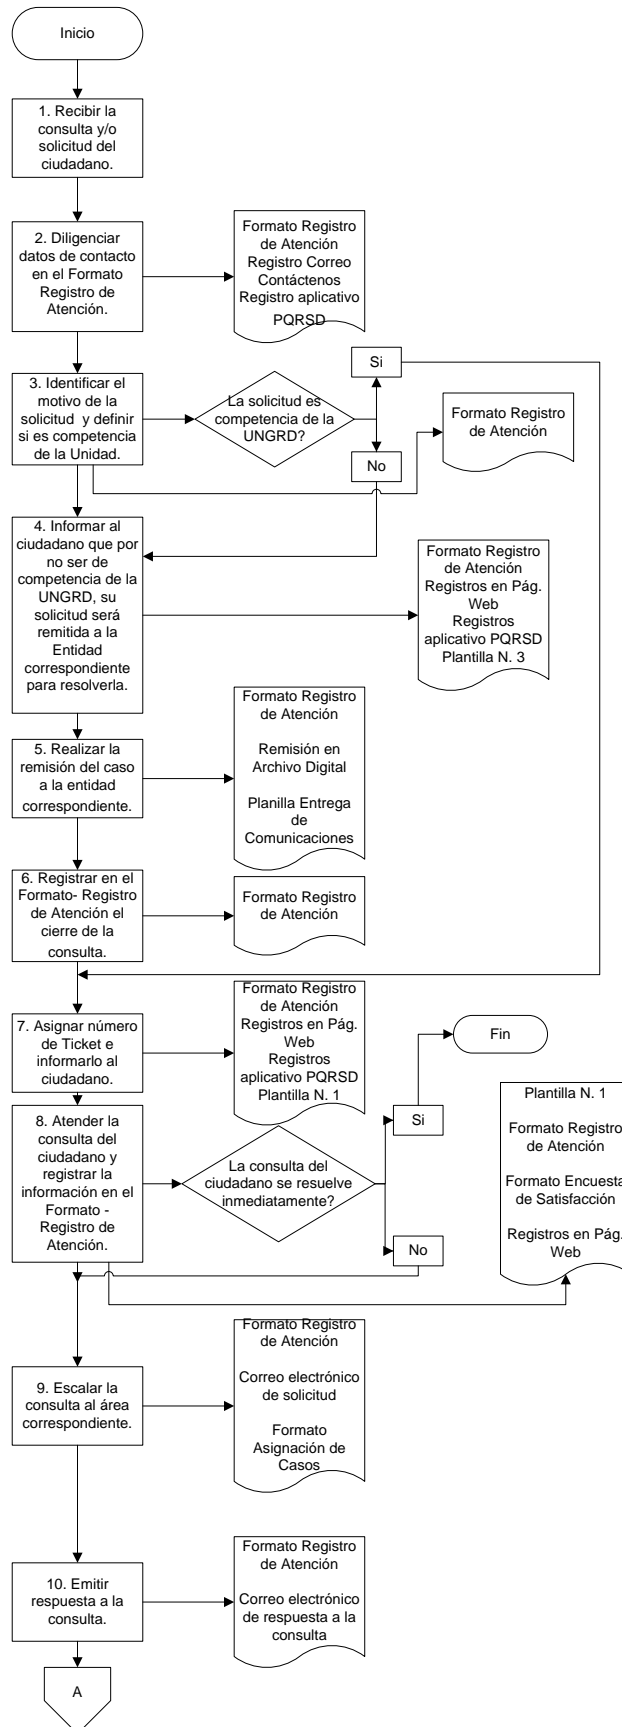 Inicio
1. Recibir la
consulta y/o
solicitud del
ciudadano.
2. Diligenciar
datos de contacto
en el Formato
Registro de
Atención.
Formato Registro
de Atención
Registro Correo
Contáctenos
Registro aplicativo
PQRSD
Si
3. Identificar el
motivo de la
solicitud y definir
si es competencia
de la Unidad.
La solicitud es
competencia de la
UNGRD?
Formato Registro
de Atención
No
4. Informar al
ciudadano que por
no ser de
competencia de la
UNGRD, su
solicitud será
remitida a la
Entidad
correspondiente
para resolverla.
Formato Registro
de Atención
Registros en Pág.
Web
Registros
aplicativo PQRSD
Plantilla N. 3
5. Realizar la
remisión del caso
a la entidad
correspondiente.
Formato Registro
de Atención
Remisión en
Archivo Digital
Planilla Entrega
de
Comunicaciones
6. Registrar en el
Formato- Registro
de Atención el
cierre de la
consulta.
Formato Registro
de Atención
7. Asignar número
de Ticket e
informarlo al
ciudadano.
Formato Registro
de Atención
Registros en Pág.
Web
Registros
aplicativo PQRSD
Plantilla N. 1
Fin
8. Atender la
consulta del
ciudadano y
registrar la
información en el
Formato -
Registro de
Atención.
La consulta del
ciudadano se resuelve
inmediatamente?
Si
No
Plantilla N. 1
Formato Registro
de Atención
Formato Encuesta
de Satisfacción
Registros en Pág.
Web
9. Escalar la
consulta al área
correspondiente.
Formato Registro
de Atención
Correo electrónico
de solicitud
Formato
Asignación de
Casos
10. Emitir
respuesta a la
consulta.
Formato Registro
de Atención
Correo electrónico
de respuesta a la
consulta
A